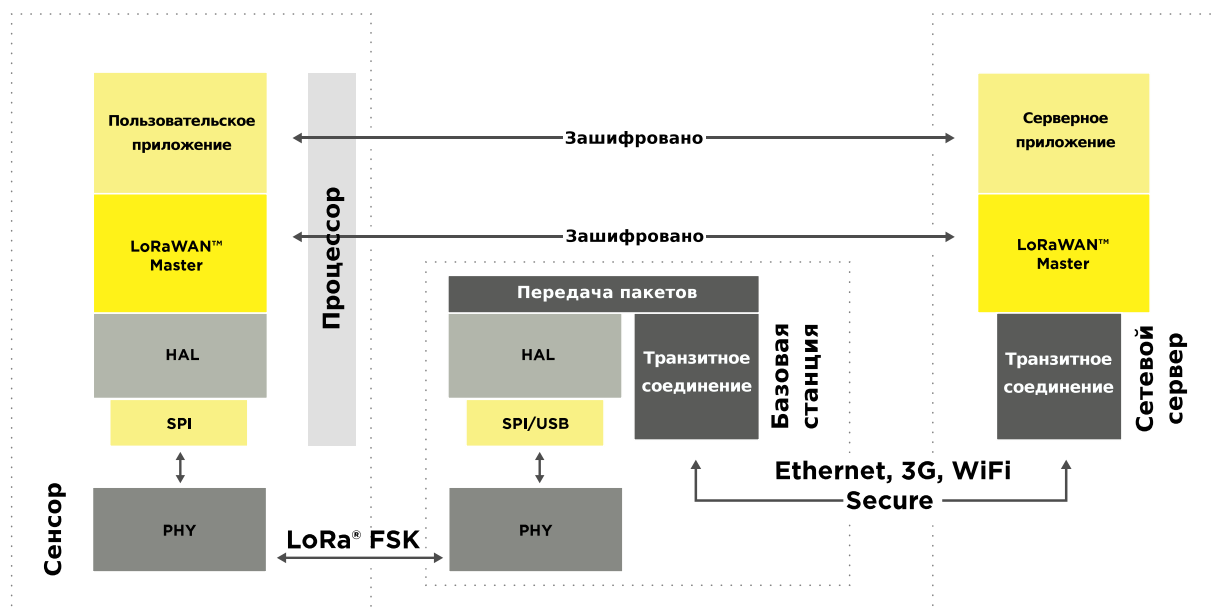 Пользовательское
приложение
LoRaWAN™
Master
HAL
SPI
PHY
Сенсор
Процессор
Зашифровано
Зашифровано
LoRa® FSK
Передача пакетов
HAL
SPI/USB
PHY
Транзитное
соединение
Базовая
станция
Ethernet, 3G, WiFi
Secure
Серверное
приложение
LoRaWAN™
Master
Транзитное
соединение
Сетевой
сервер